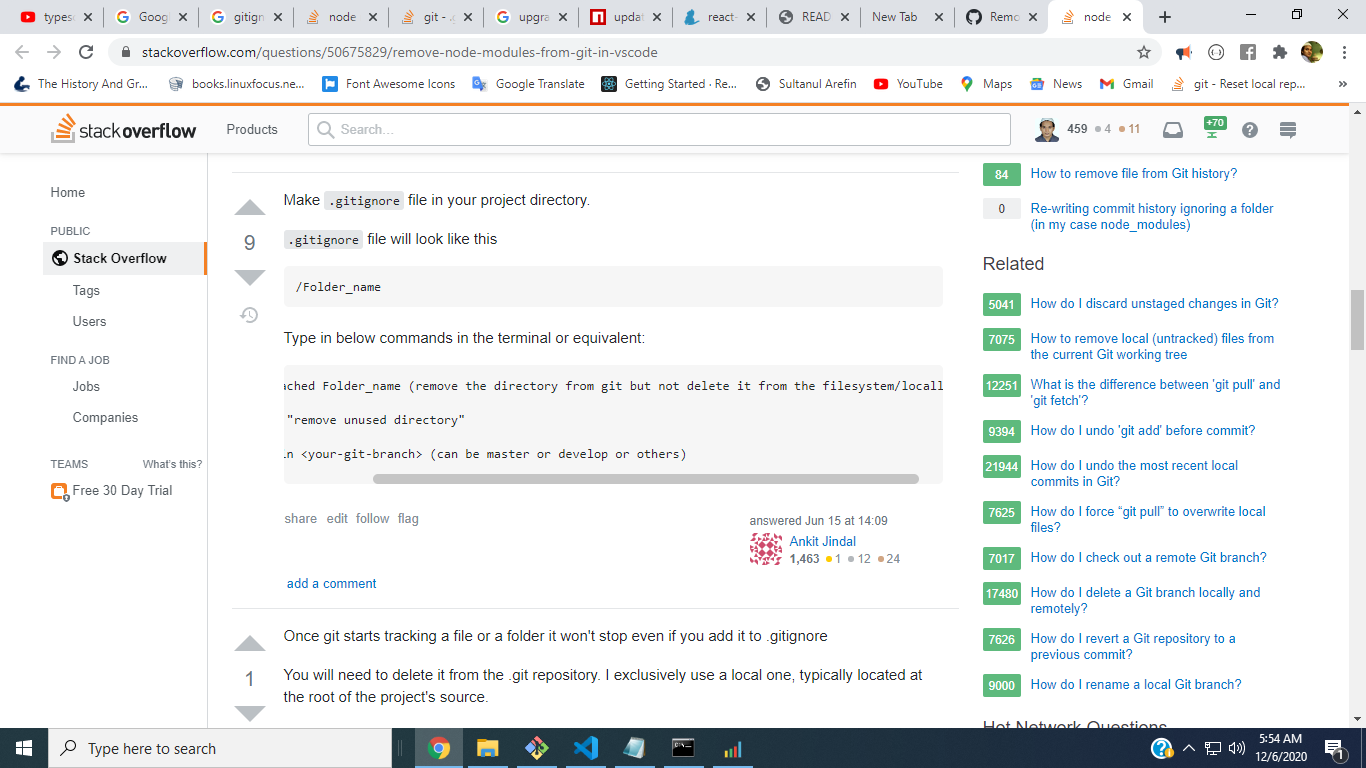 types
Googl
gitign
node
git - .g
upgra
updat
react-
READ
New Tab
Remo
node
stackoverflow.com/questions/50675829/remove-node-modules-from-git-in-vscode
The History And Gr...
books.linuxfocus.ne...
Font Awesome Icons
Google Translate
Getting Started · Re...
Sultanul Arefin
YouTube
Maps
News
Gmail
git - Reset local rep...
»
stackoverflow
Products
Search...
459 4 11
+70
Home
PUBLIC
Stack Overflow
Tags
Users
FIND A JOB
Jobs
Companies
TEAMS What's this?
Free 30 Day Trial
Make .gitignore file in your project directory.
9
.gitignore file will look like this
/Folder_name
Type in below commands in the terminal or equivalent:
ached Folder_name (remove the directory from git but not delete it from the filesystem/locall
"remove unused directory"
in <your-git-branch> (can be master or develop or others)
share edit follow flag
answered Jun 15 at 14:09
Ankit Jindal
1,463 1 12 24
add a comment
Once git starts tracking a file or a folder it won't stop even if you add it to .gitignore
1
You will need to delete it from the .git repository. I exclusively use a local one, typically located at
the root of the project's source.
84 How to remove file from Git history?
0 Re-writing commit history ignoring a folder
(in my case node_modules)
Related
5041 How do I discard unstaged changes in Git?
7075 How to remove local (untracked) files from
the current Git working tree
12251 What is the difference between 'git pull' and
'git fetch'?
9394 How do I undo 'git add' before commit?
21944 How do I undo the most recent local
commits in Git?
7625 How do I force “git pull” to overwrite local
files?
7017 How do I check out a remote Git branch?
17480 How do I delete a Git branch locally and
remotely?
7626 How do I revert a Git repository to a
previous commit?
9000 How do I rename a local Git branch?
Hot Network Questions
Type here to search
5:54 AM
12/6/2020
1